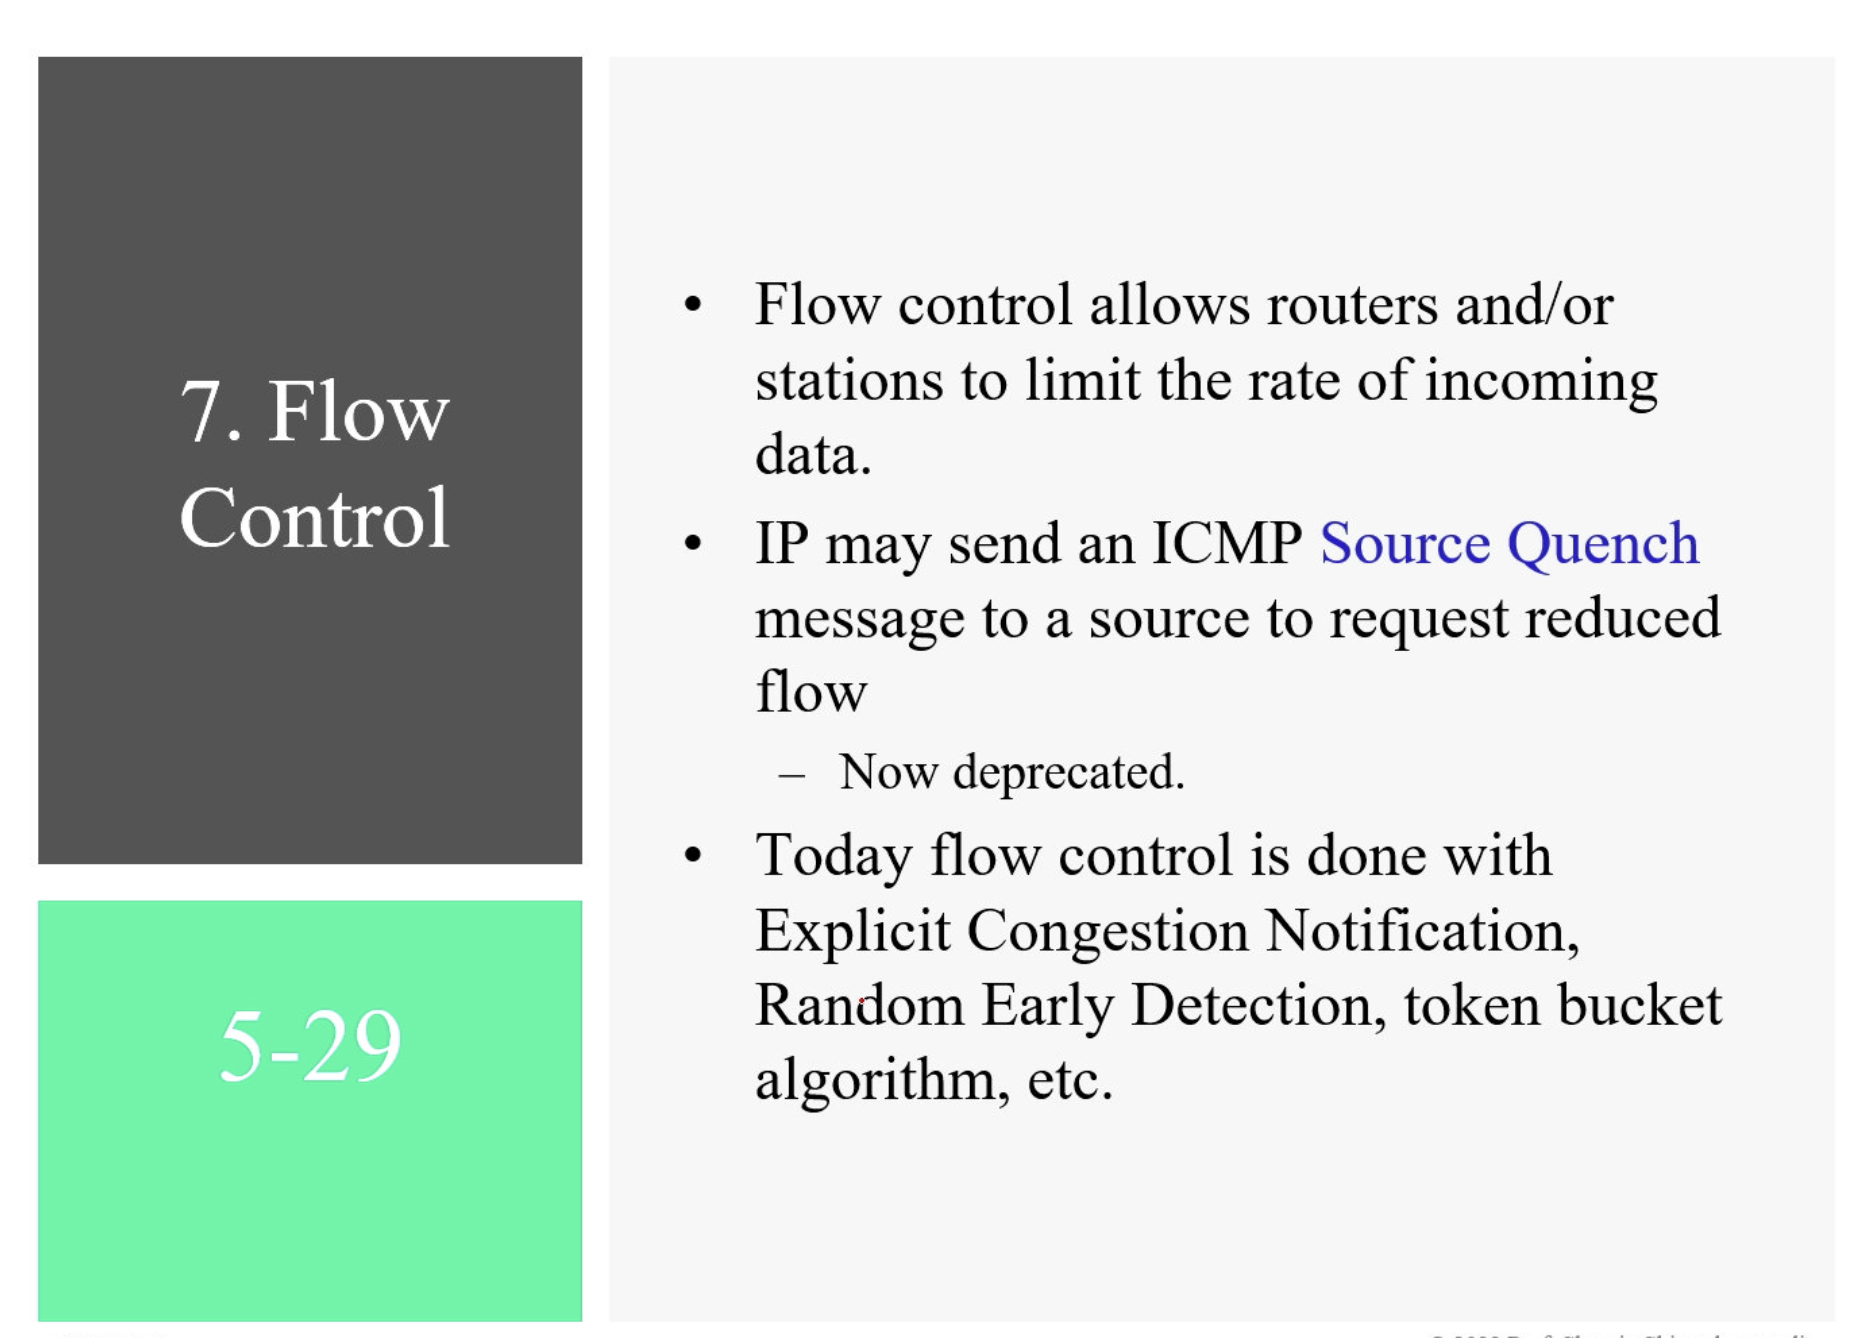 7. Flow
Control
5-29
• Flow control allows routers and/or
stations to limit the rate of incoming
data.
• IP may send an ICMP Source Quench
message to a source to request reduced
flow
– Now deprecated.
• Today flow control is done with
Explicit Congestion Notification,
Random Early Detection, token bucket
algorithm, etc.